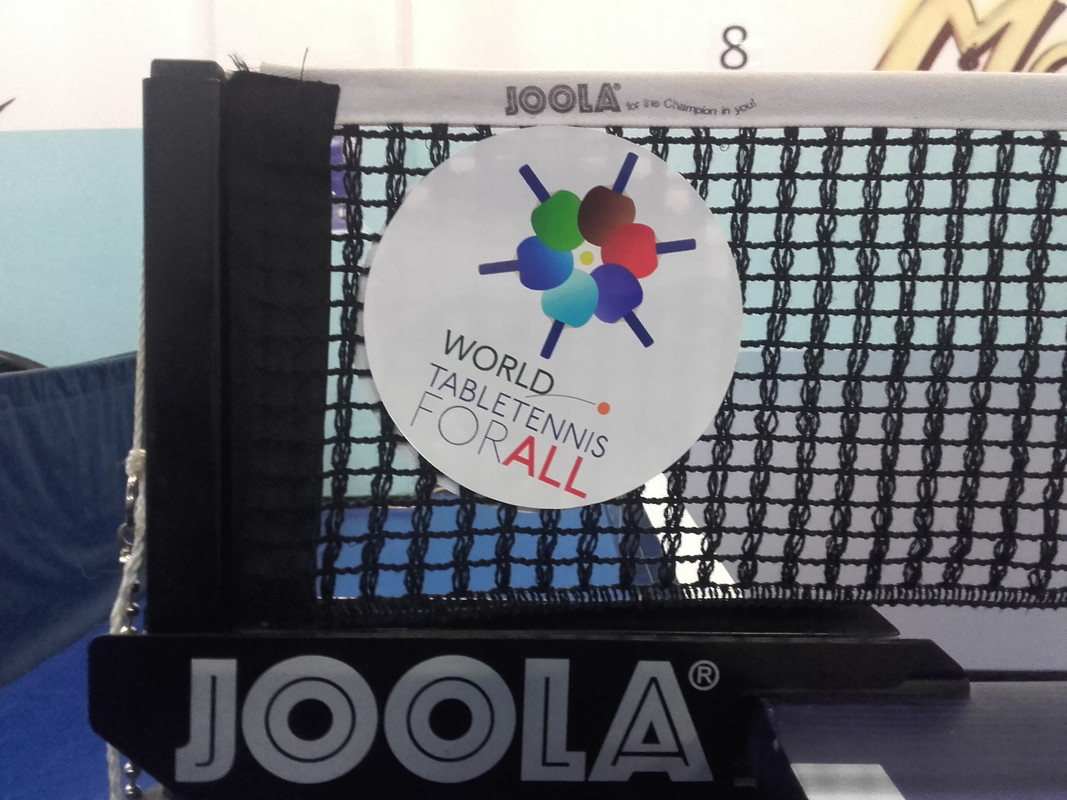 8
JOOLA® for the Champion in you!
WORLD
TABLETENNIS
FORALL
JOOLA®